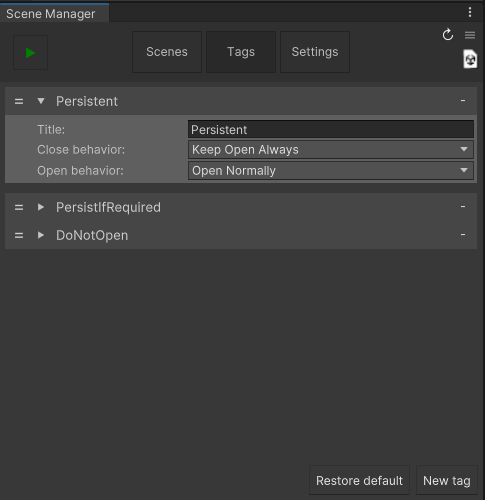 Scene Manager
Scenes Tags Settings
Persistent -
Title: Persistent
Close behavior: Keep Open Always
Open behavior: Open Normally
PersistIfRequired -
DoNotOpen -
Restore default New tag